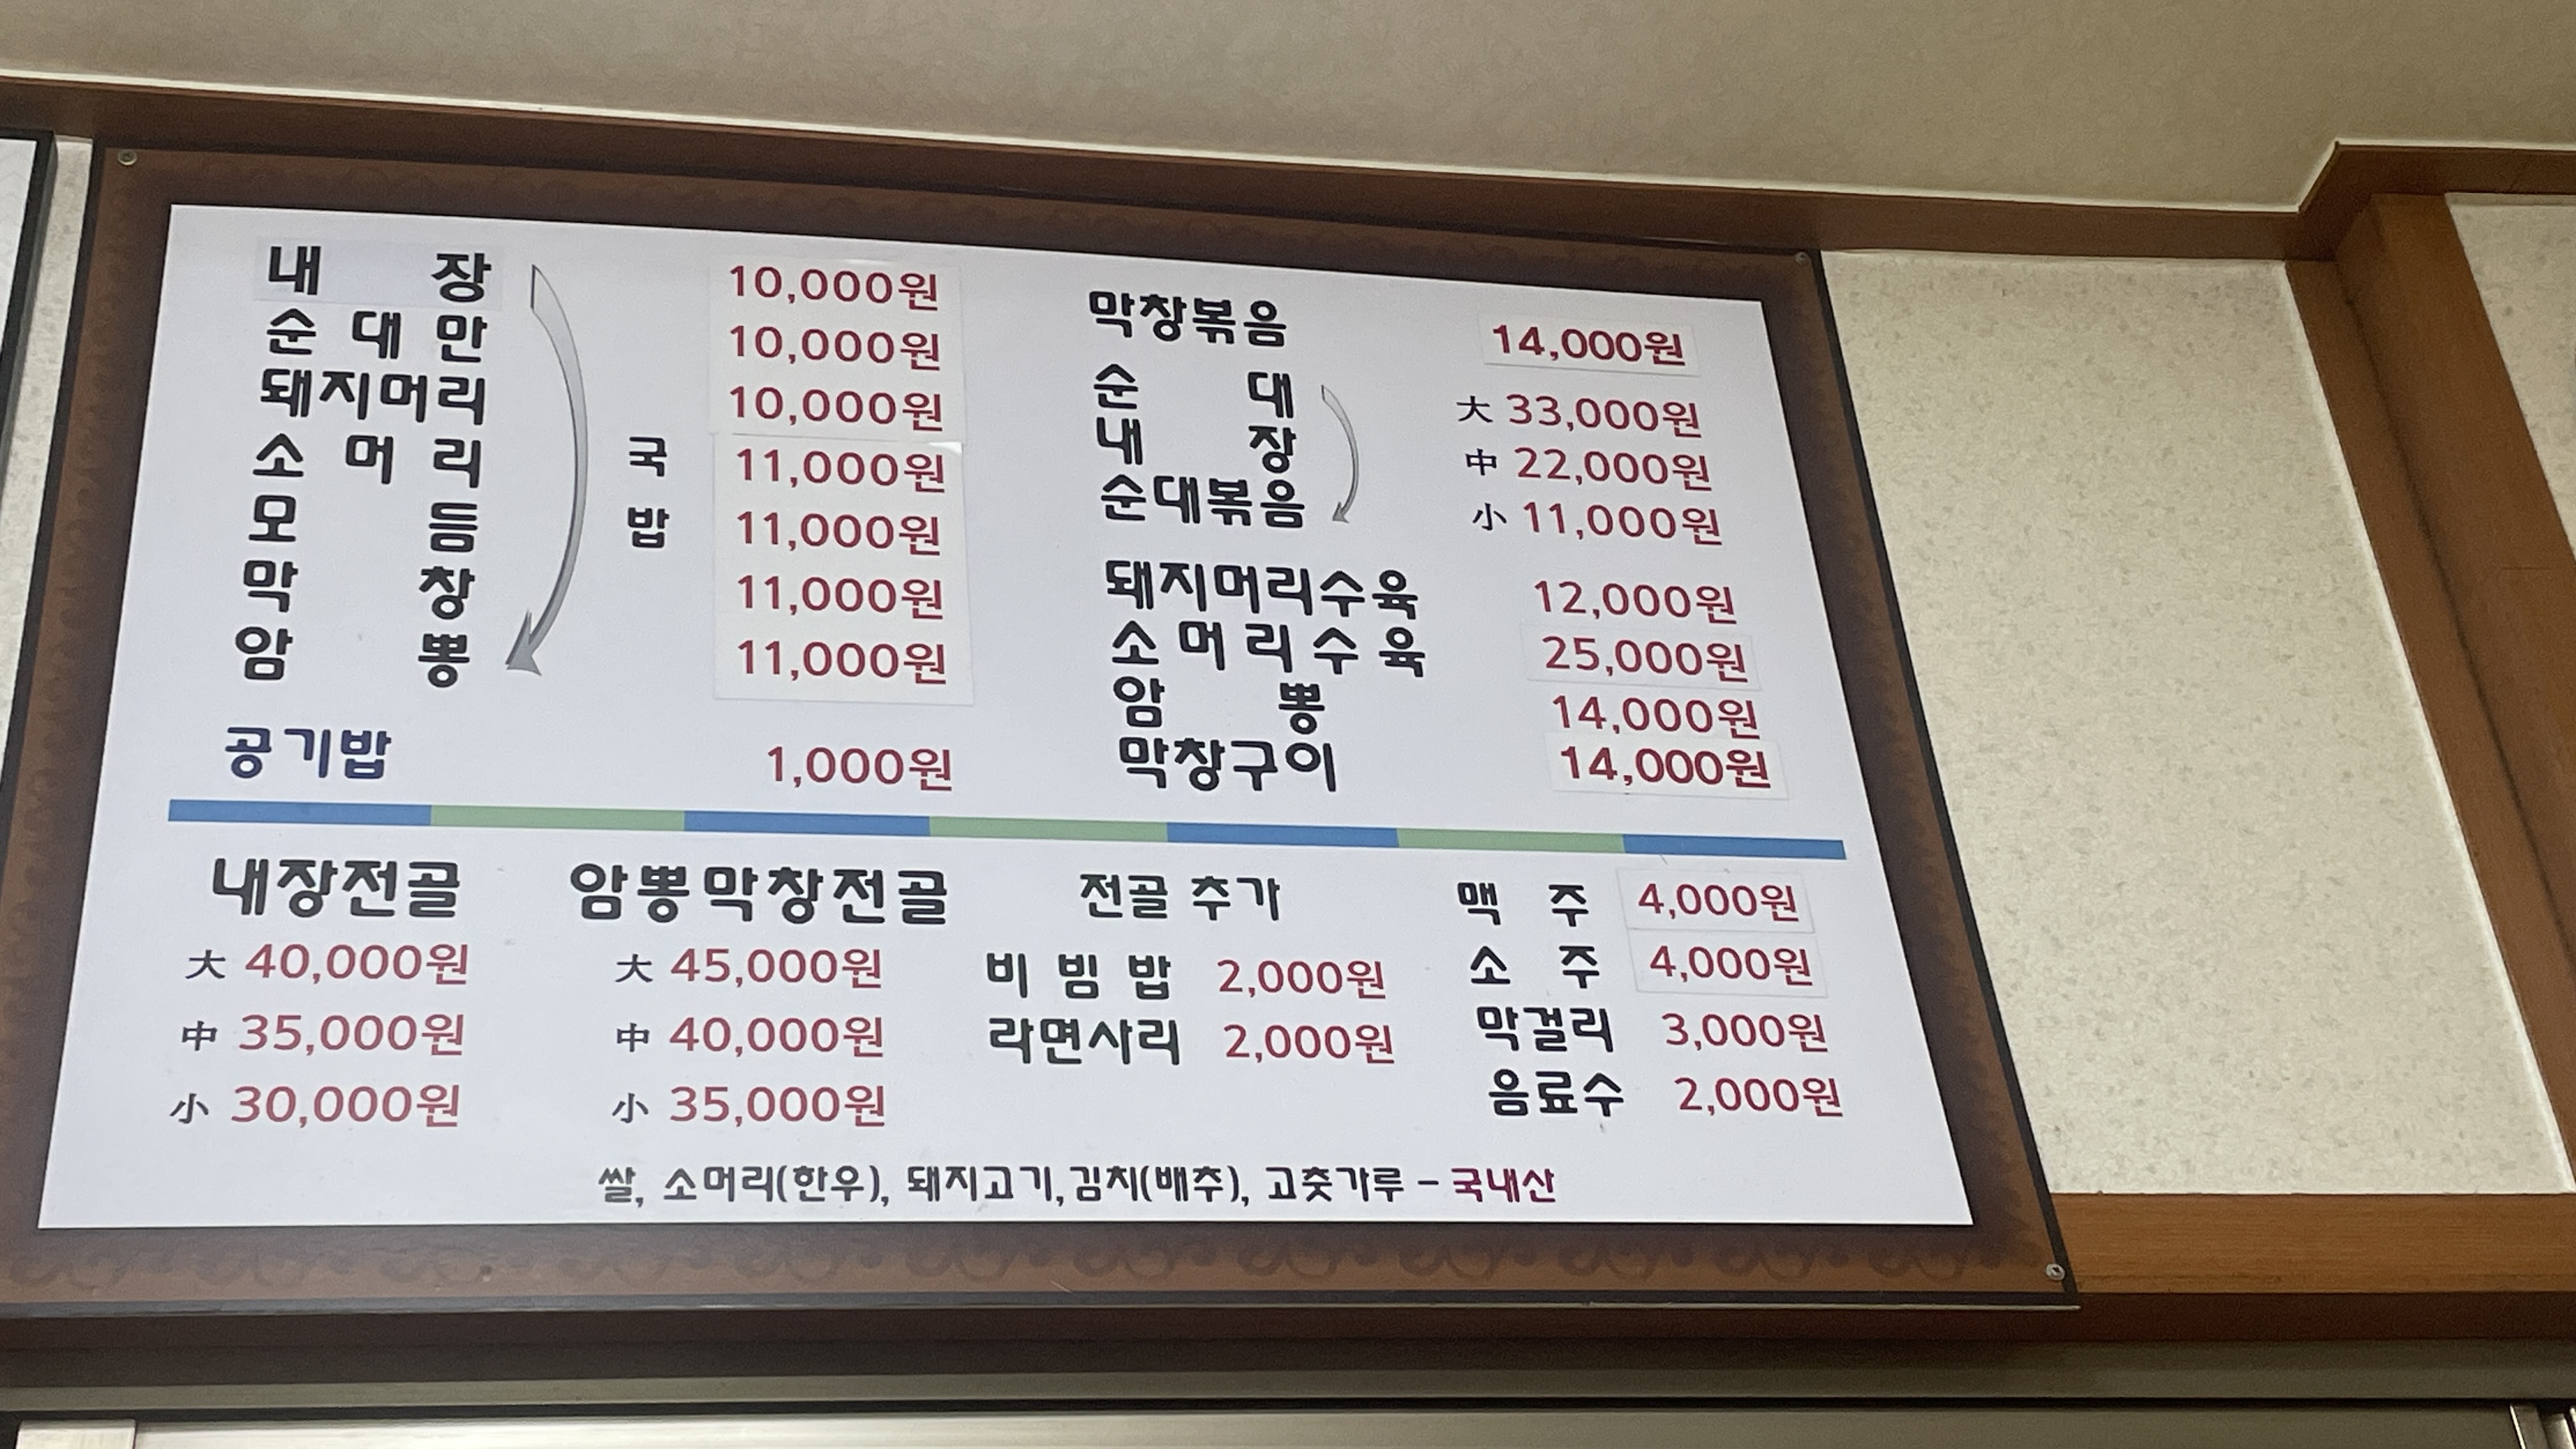 내장 10,000원
순대만 10,000원
돼지머리 10,000원
소머리 11,000원
모듬 11,000원
막창 11,000원
암뽕 11,000원
국밥
공기밥 1,000원
막창볶음 14,000원
순대 大 33,000원
내장 中 22,000원
순대볶음 小 11,000원
돼지머리수육 12,000원
소머리수육 25,000원
암뽕 14,000원
막창구이 14,000원
내장전골
大 40,000원
中 35,000원
小 30,000원
암뽕막창전골
大 45,000원
中 40,000원
小 35,000원
전골 추가
비빔밥 2,000원
라면사리 2,000원
맥주 4,000원
소주 4,000원
막걸리 3,000원
음료수 2,000원
쌀, 소머리(한우), 돼지고기,김치(배추), 고춧가루 - 국내산